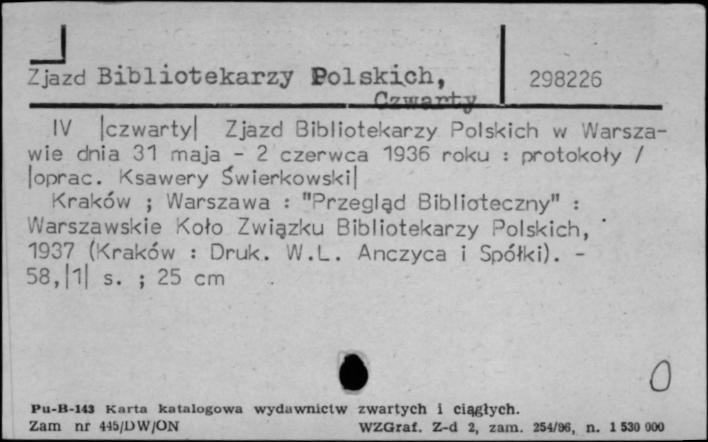 Zjazd Bibliotekarzy Polskich, 298226
Czwarty
IV |czwarty| Zjazd Bibliotekarzy Polskich w Warsza-
wie dnia 31 maja - 2 czerwca 1936 roku : protokoły /
|oprac. Ksawery Świerkowski|
Kraków ; Warszawa : "Przegląd Biblioteczny" :
Warszawskie Koło Związku Bibliotekarzy Polskich,
1937 (Kraków : Druk. W.L. Anczyca i Spółki). -
58,|1| s. ; 25 cm
0
Pu-B-143 Karta katalogowa wydawnictw zwartych i ciągłych.
Zam nr 445/DW/ON WZGraf. Z-d 2, zam. 254/96, n. 1 530 000